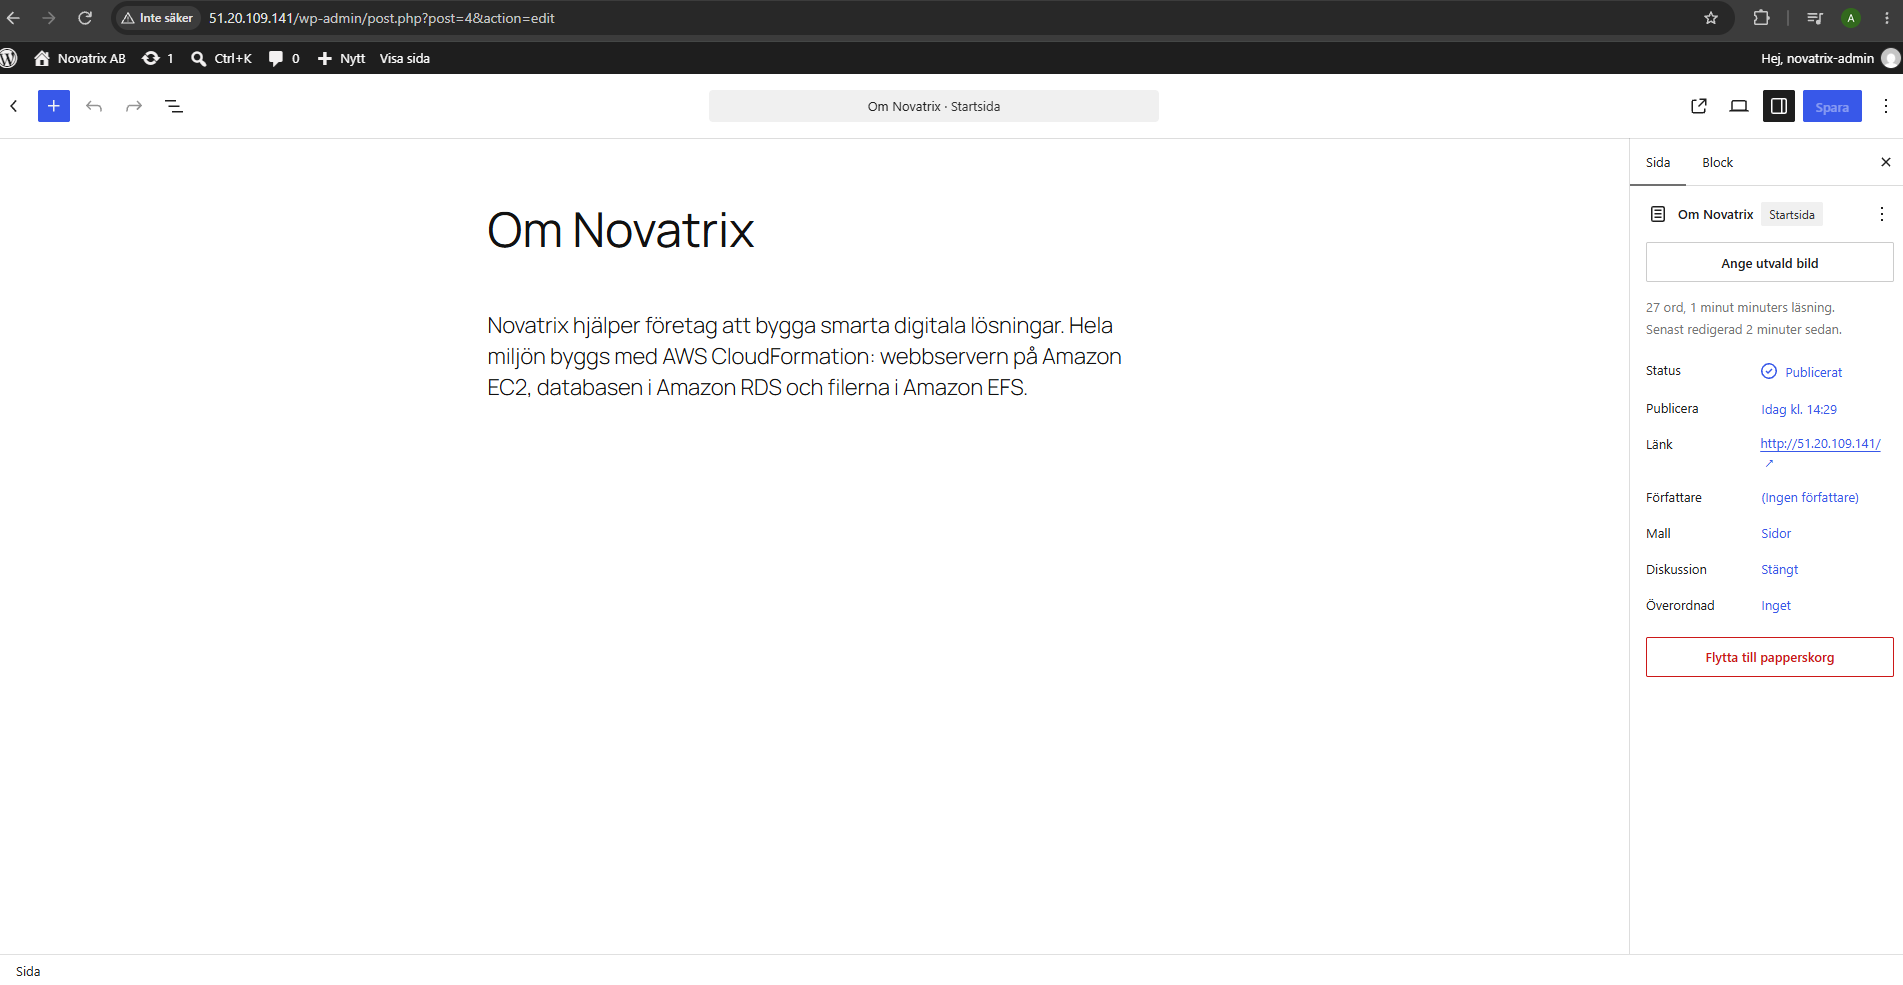 Inte säker
51.20.109.141/wp-admin/post.php?post=4&action=edit
A
Novatrix AB
1
Ctrl+K
0
Nytt
Visa sida
Hej, novatrix-admin
Om Novatrix · Startsida
Spara
Sida
Block
Om Novatrix
Novatrix hjälper företag att bygga smarta digitala lösningar. Hela
miljön byggs med AWS CloudFormation: webbservern på Amazon
EC2, databasen i Amazon RDS och filerna i Amazon EFS.
Om Novatrix
Startsida
Ange utvald bild
27 ord, 1 minut minuters läsning.
Senast redigerad 2 minuter sedan.
Status
Publicerat
Publicera
Idag kl. 14:29
Länk
http://51.20.109.141/
↗
Författare
(Ingen författare)
Mall
Sidor
Diskussion
Stängt
Överordnad
Inget
Flytta till papperskorg
Sida